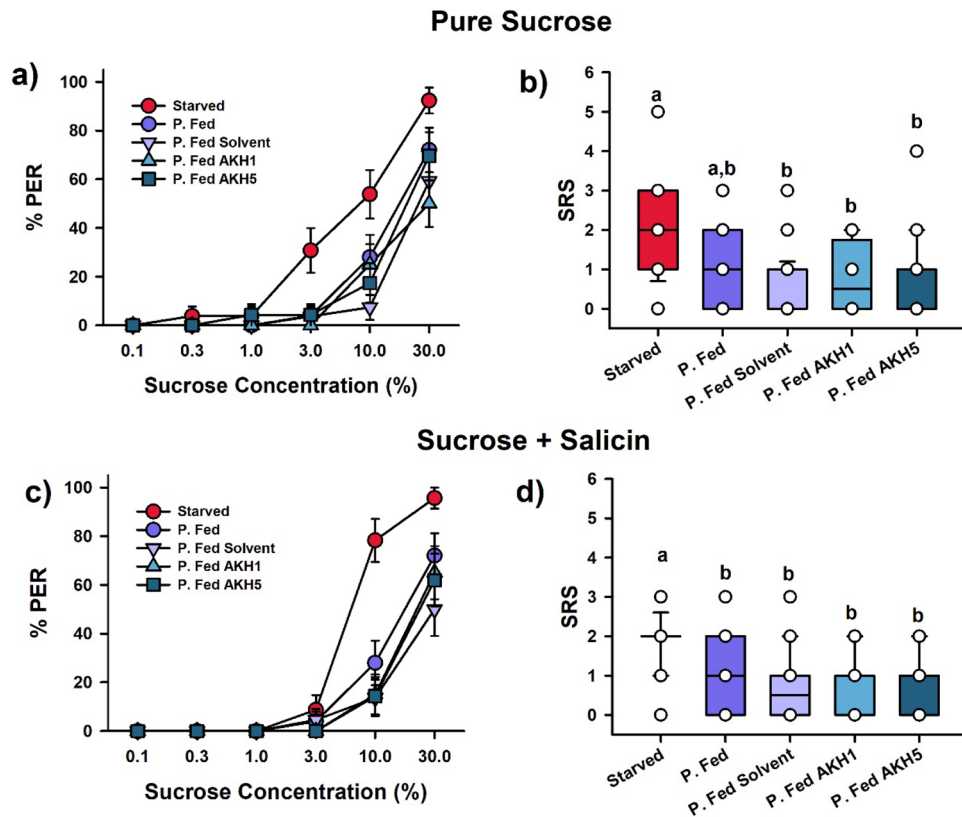 Pure Sucrose
a)
% PER
100
80
60
40
20
0
Starved
P. Fed
P. Fed Solvent
P. Fed AKH1
P. Fed AKH5
0.1 0.3 1.0 3.0 10.0 30.0
Sucrose Concentration (%)
b)
SRS
6
5
4
3
2
1
0
a a,b b b b
Starved
P. Fed
P. Fed Solvent
P. Fed AKH1
P. Fed AKH5
Sucrose + Salicin
c)
% PER
100
80
60
40
20
0
Starved
P. Fed
P. Fed Solvent
P. Fed AKH1
P. Fed AKH5
0.1 0.3 1.0 3.0 10.0 30.0
Sucrose Concentration (%)
d)
SRS
6
5
4
3
2
1
0
a b b b b
Starved
P. Fed
P. Fed Solvent
P. Fed AKH1
P. Fed AKH5